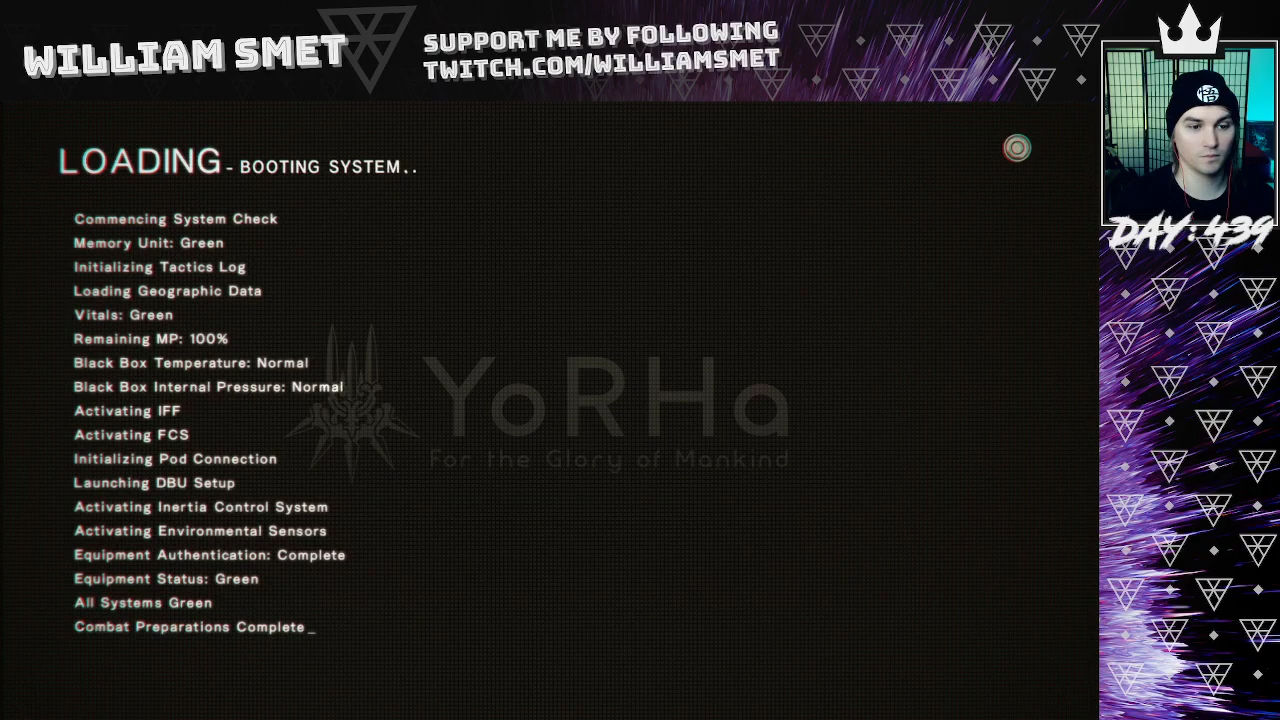 WILLIAM SMET
SUPPORT ME BY FOLLOWING
TWITCH.COM/WILLIAMSMET
悟
DAY:439
LOADING - BOOTING SYSTEM..
Commencing System Check
Memory Unit: Green
Initializing Tactics Log
Loading Geographic Data
Vitals: Green
Remaining MP: 100%
Black Box Temperature: Normal
Black Box Internal Pressure: Normal
Activating IFF
Activating FCS
Initializing Pod Connection
Launching DBU Setup
Activating Inertia Control System
Activating Environmental Sensors
Equipment Authentication: Complete
Equipment Status: Green
All Systems Green
Combat Preparations Complete_
YoRHa
For the Glory of Mankind